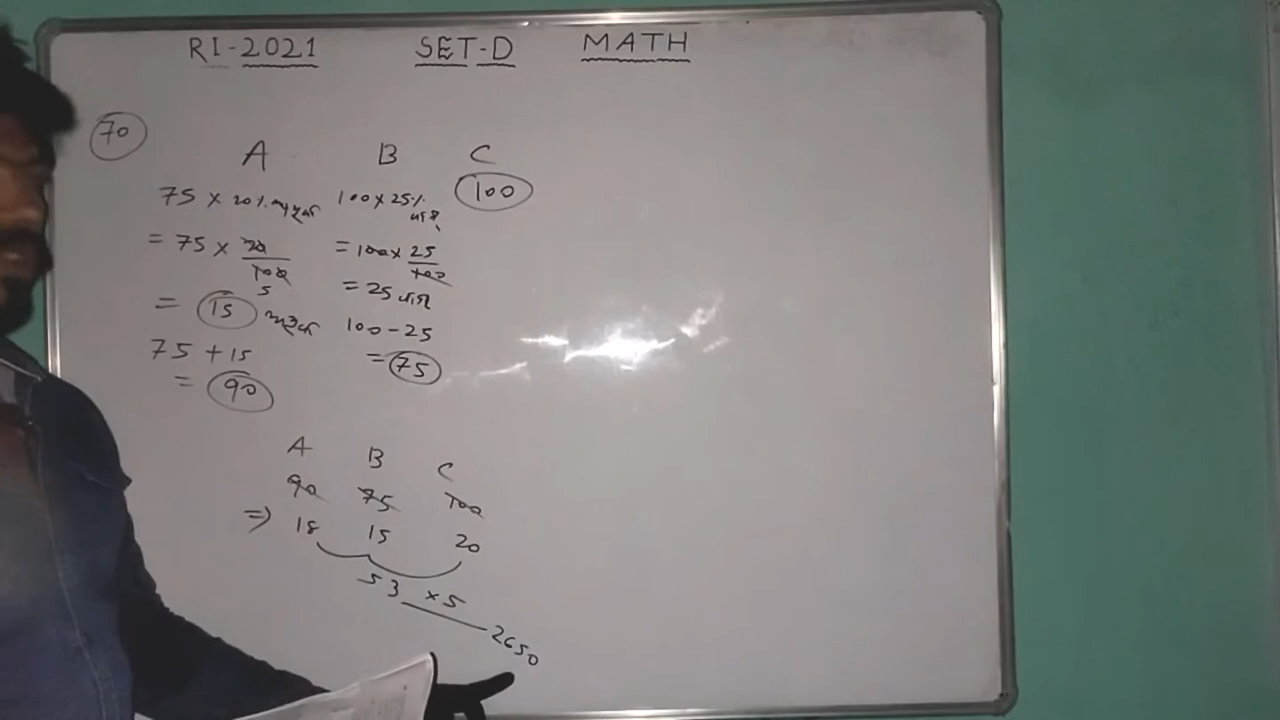 RI-2021 SET-D MATH
70
A B C
75 × 20% 100 × 25% 100
= 75 × 20/100 = 100 × 25/100
5
= 15 = 25
75 + 15 100 - 25
= 90 = 75
A B C
90 75 100
⇒ 18 15 20
53 ×5
2650